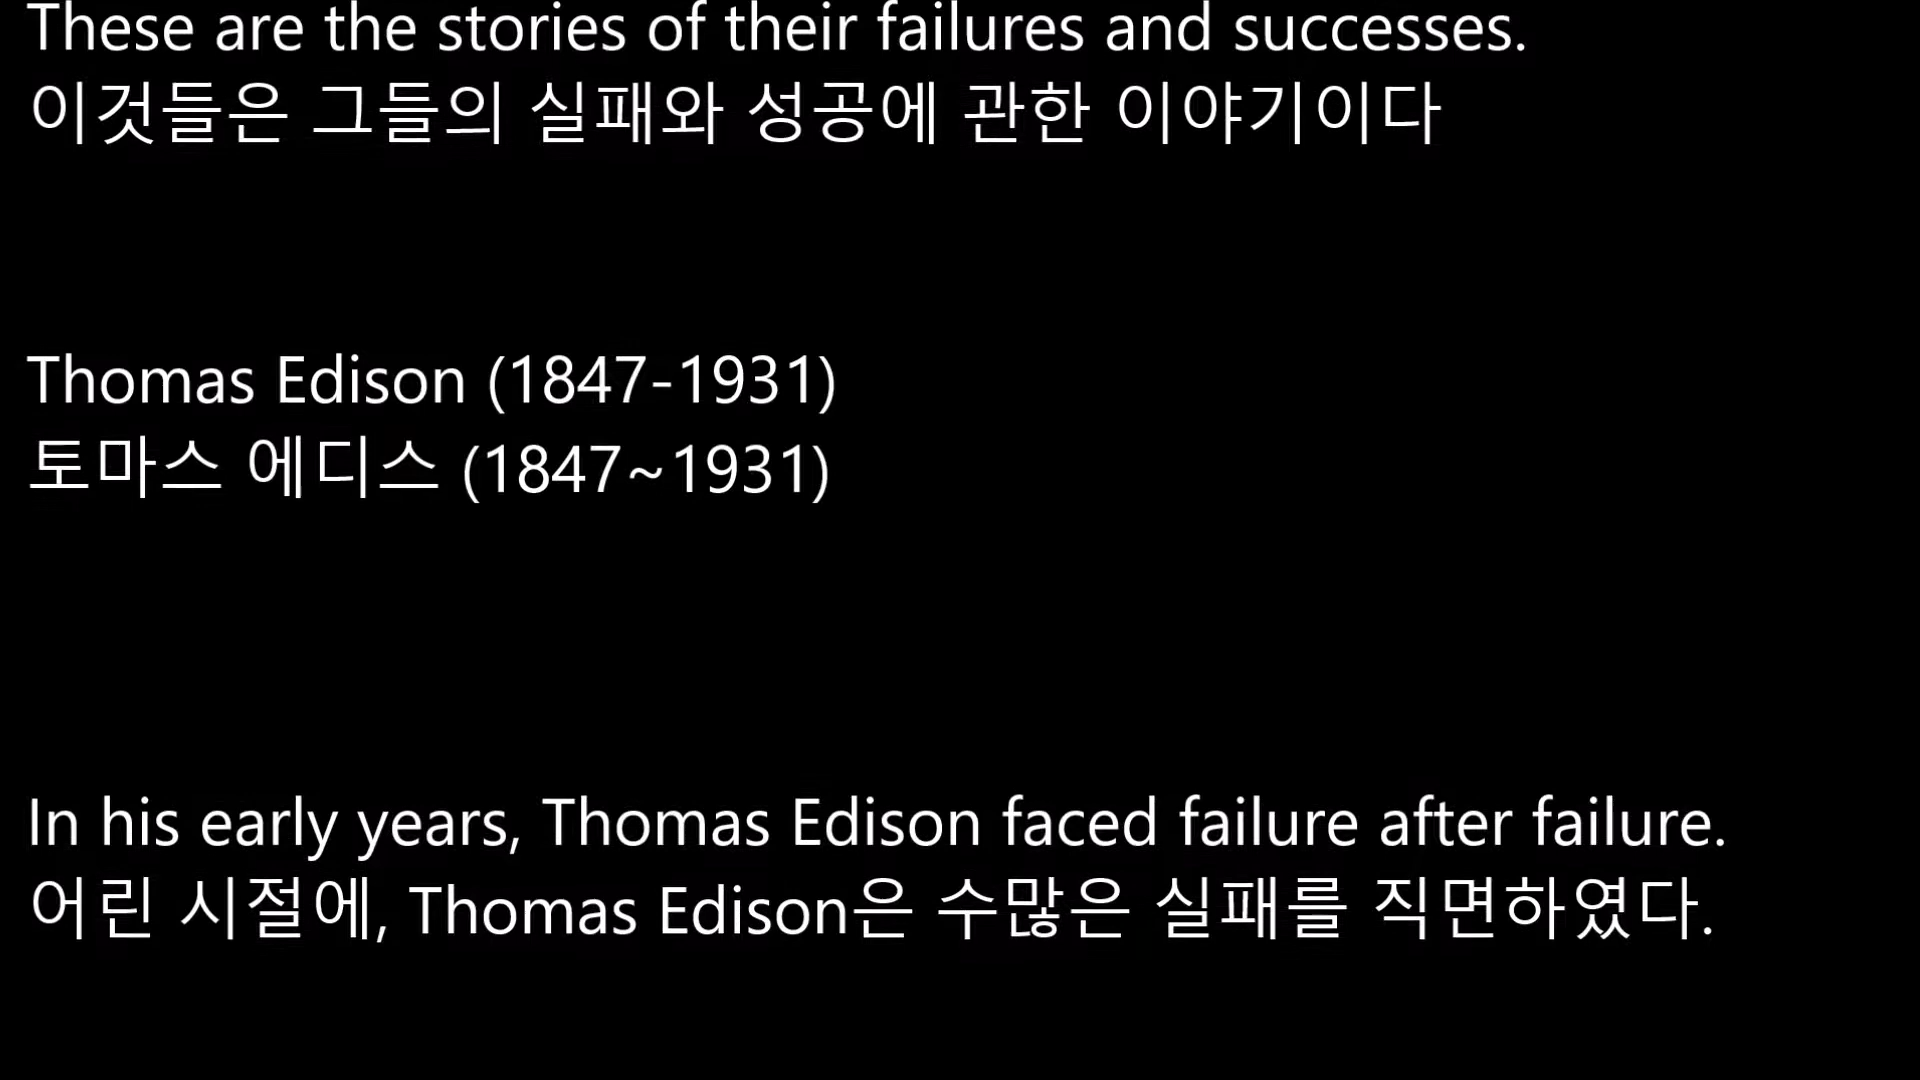 These are the stories of their failures and successes.
이것들은 그들의 실패와 성공에 관한 이야기이다
Thomas Edison (1847-1931)
토마스 에디스 (1847~1931)
In his early years, Thomas Edison faced failure after failure.
어린 시절에, Thomas Edison은 수많은 실패를 직면하였다.